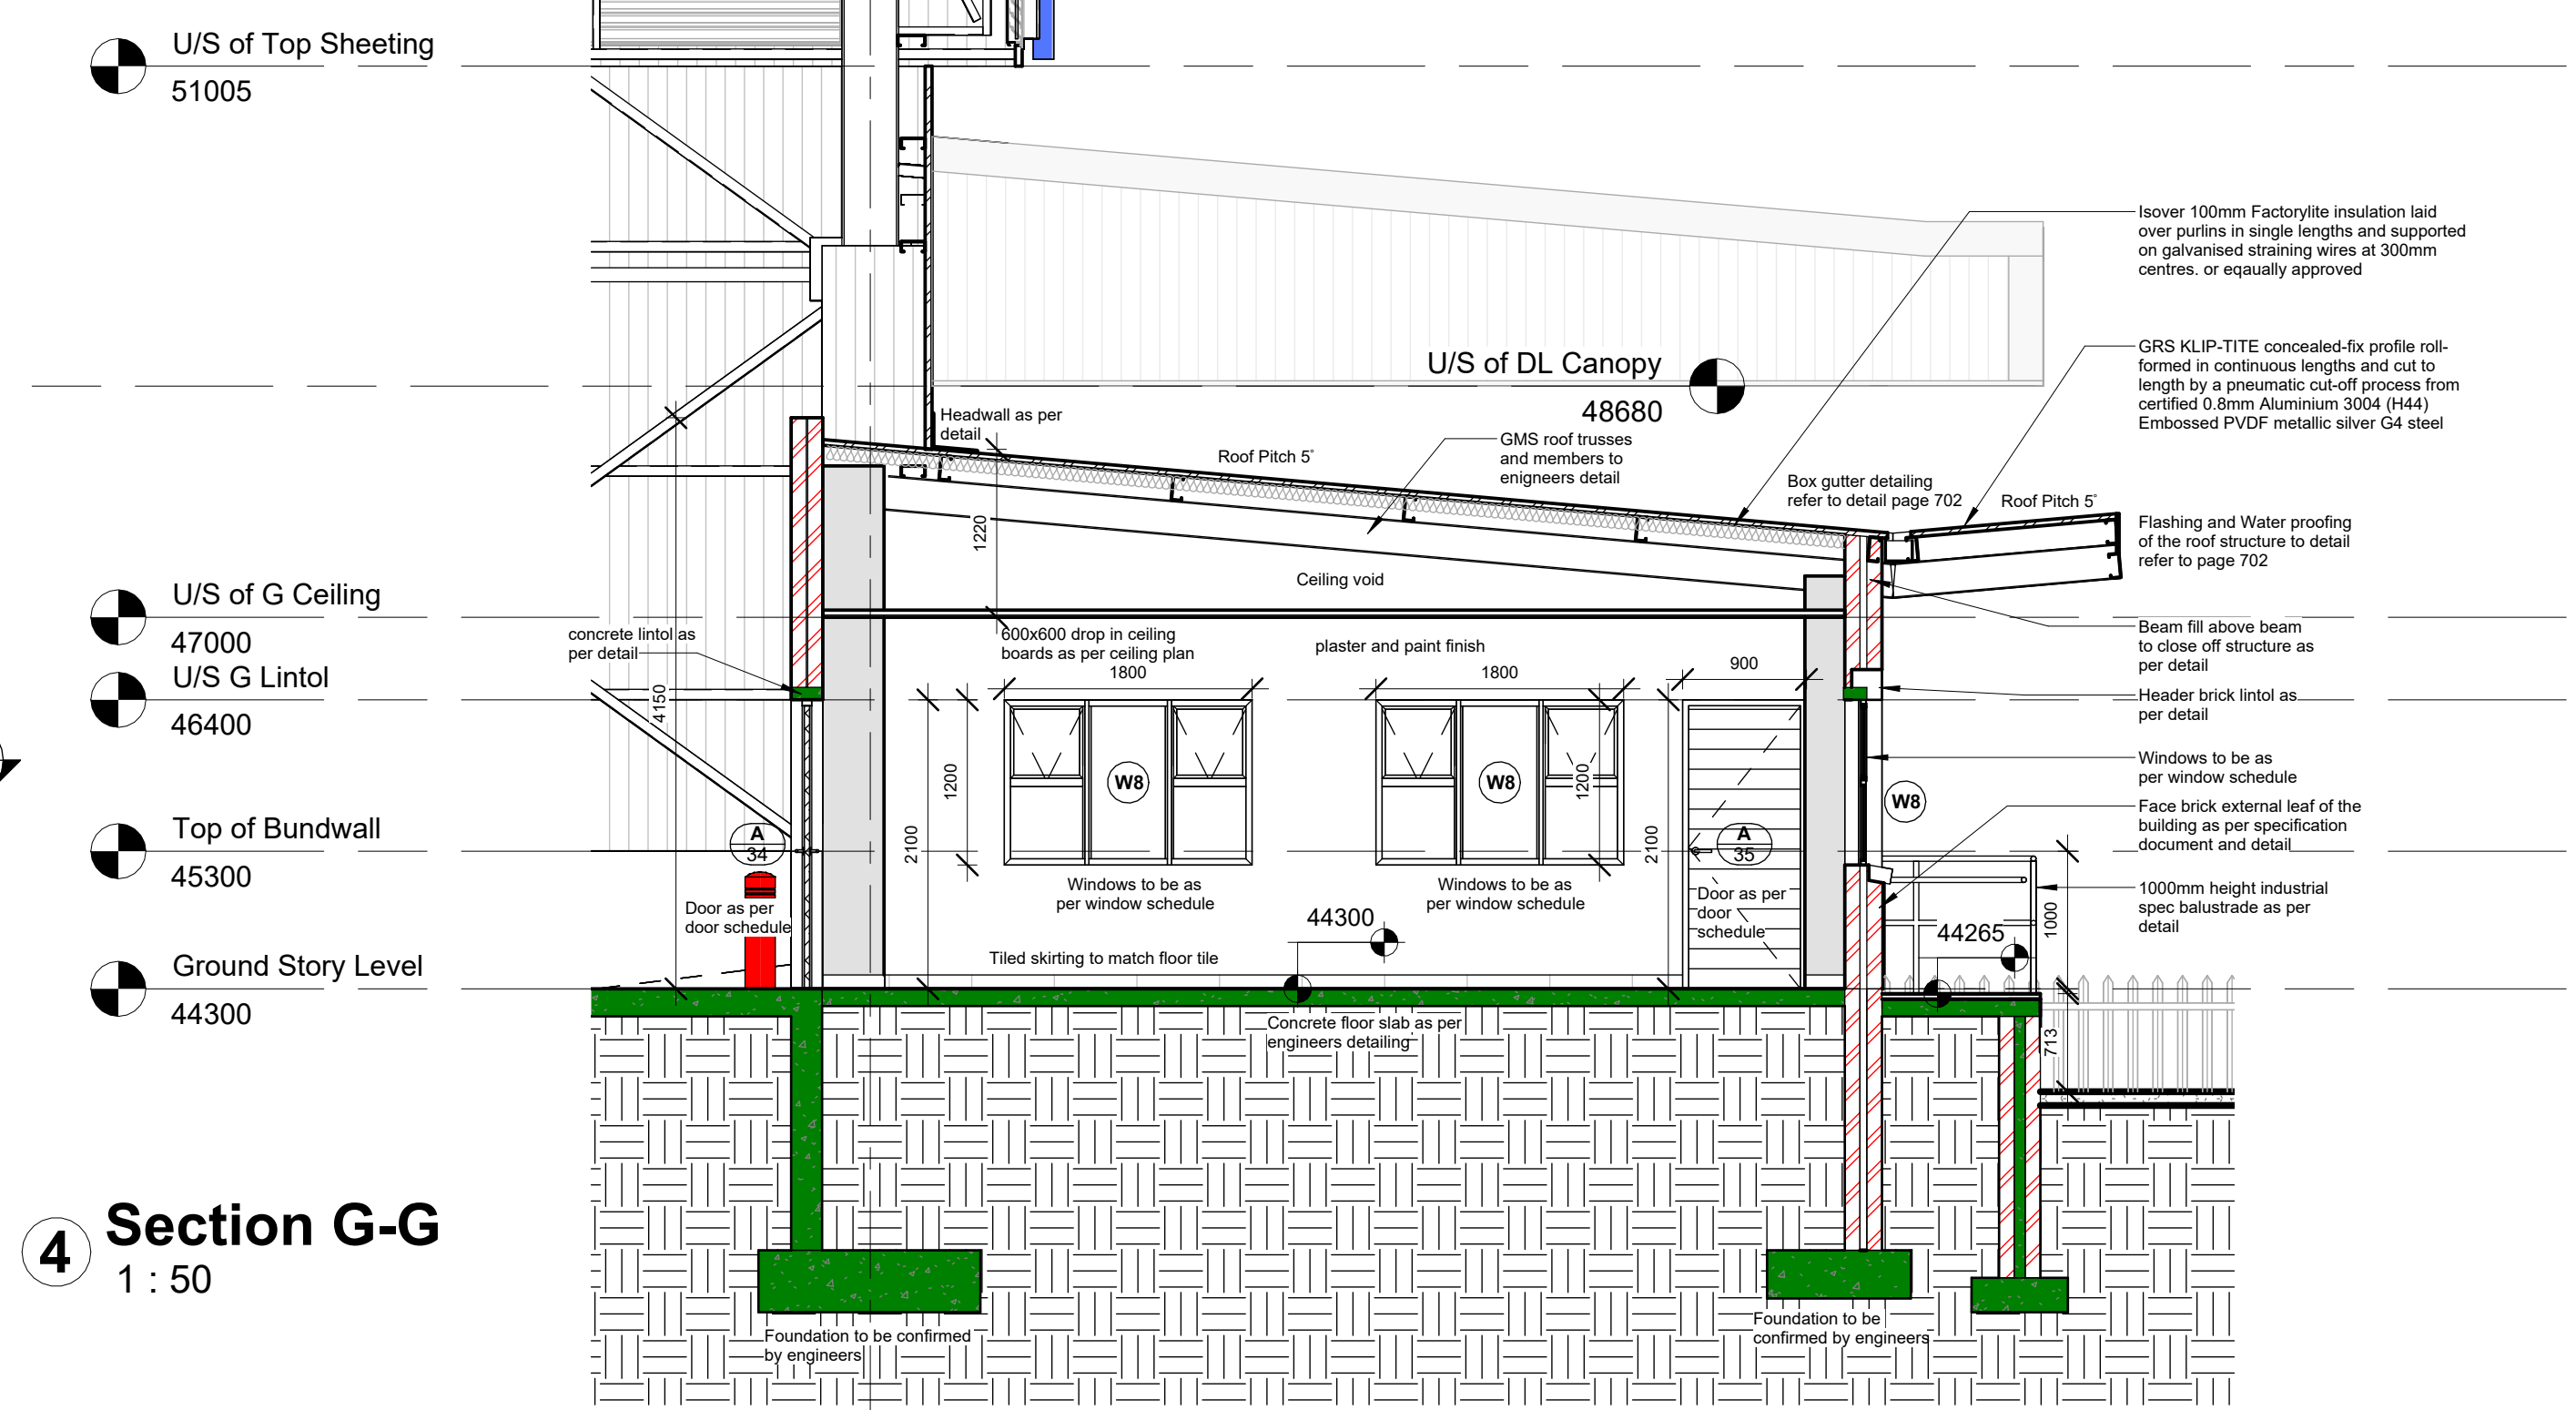 U/S of Top Sheeting
51005
Isover 100mm Factorylite insulation laid
over purlins in single lengths and supported
on galvanised straining wires at 300mm
centres. or eqaually approved
U/S of DL Canopy
48680
GRS KLIP-TITE concealed-fix profile roll-
formed in continuous lengths and cut to
length by a pneumatic cut-off process from
certified 0.8mm Aluminium 3004 (H44)
Embossed PVDF metallic silver G4 steel
Headwall as per
detail
GMS roof trusses
and members to
enigneers detail
Roof Pitch 5°
Box gutter detailing
refer to detail page 702
Roof Pitch 5°
Flashing and Water proofing
of the roof structure to detail
refer to page 702
1220
Ceiling void
U/S of G Ceiling
47000
concrete lintol as
per detail
600x600 drop in ceiling
boards as per ceiling plan
plaster and paint finish
Beam fill above beam
to close off structure as
per detail
U/S G Lintol
46400
4150
1800
1800
900
Header brick lintol as
per detail
Windows to be as
per window schedule
1200
W8
W8
1200
W8
Face brick external leaf of the
building as per specification
document and detail
Top of Bundwall
45300
A
34
2100
2100
A
35
Windows to be as
per window schedule
Windows to be as
per window schedule
Door as per
door schedule
Door as per
door
schedule
1000mm height industrial
spec balustrade as per
detail
1000
44300
44265
Tiled skirting to match floor tile
Ground Story Level
44300
Concrete floor slab as per
engineers detailing
713
4
Section G-G
1 : 50
Foundation to be confirmed
by engineers
Foundation to be
confirmed by engineers